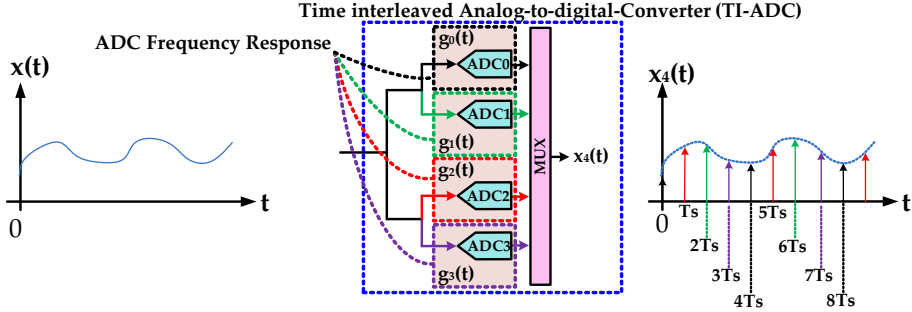 Time interleaved Analog-to-digital-Converter (TI-ADC)
ADC Frequency Response
x(t)
0
t
g₀(t)
ADC0
ADC1
g₁(t)
g₂(t)
ADC2
ADC3
g₃(t)
MUX
x₄(t)
x₄(t)
0
t
Ts
2Ts
3Ts
4Ts
5Ts
6Ts
7Ts
8Ts